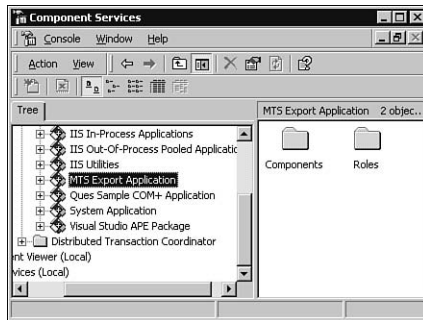 Component Services
Console Window Help
Action View
Tree
MTS Export Application 2 objec...
IIS In-Process Applications
IIS Out-Of-Process Pooled Applicatic
IIS Utilities
MTS Export Application
Ques Sample COM+ Application
System Application
Visual Studio APE Package
Distributed Transaction Coordinator
nt Viewer (Local)
vices (Local)
Components
Roles